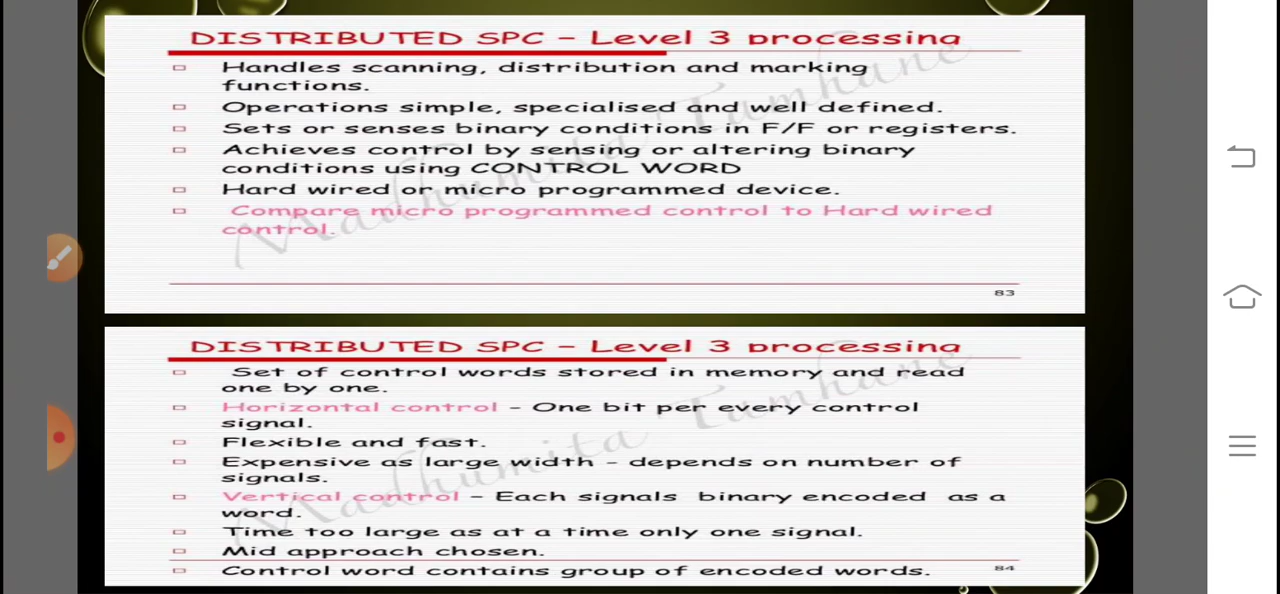 DISTRIBUTED SPC – Level 3 processing
Handles scanning, distribution and marking
functions.
Operations simple, specialised and well defined.
Sets or senses binary conditions in F/F or registers.
Achieves control by sensing or altering binary
conditions using CONTROL WORD
Hard wired or micro programmed device.
Compare micro programmed control to Hard wired
control.
Madhumita Tamhane
83
DISTRIBUTED SPC – Level 3 processing
Set of control words stored in memory and read
one by one.
Horizontal control – One bit per every control
signal.
Flexible and fast.
Expensive as large width – depends on number of
signals.
Vertical control – Each signals binary encoded as a
word.
Time too large as at a time only one signal.
Mid approach chosen.
Control word contains group of encoded words.
Madhumita Tamhane
84